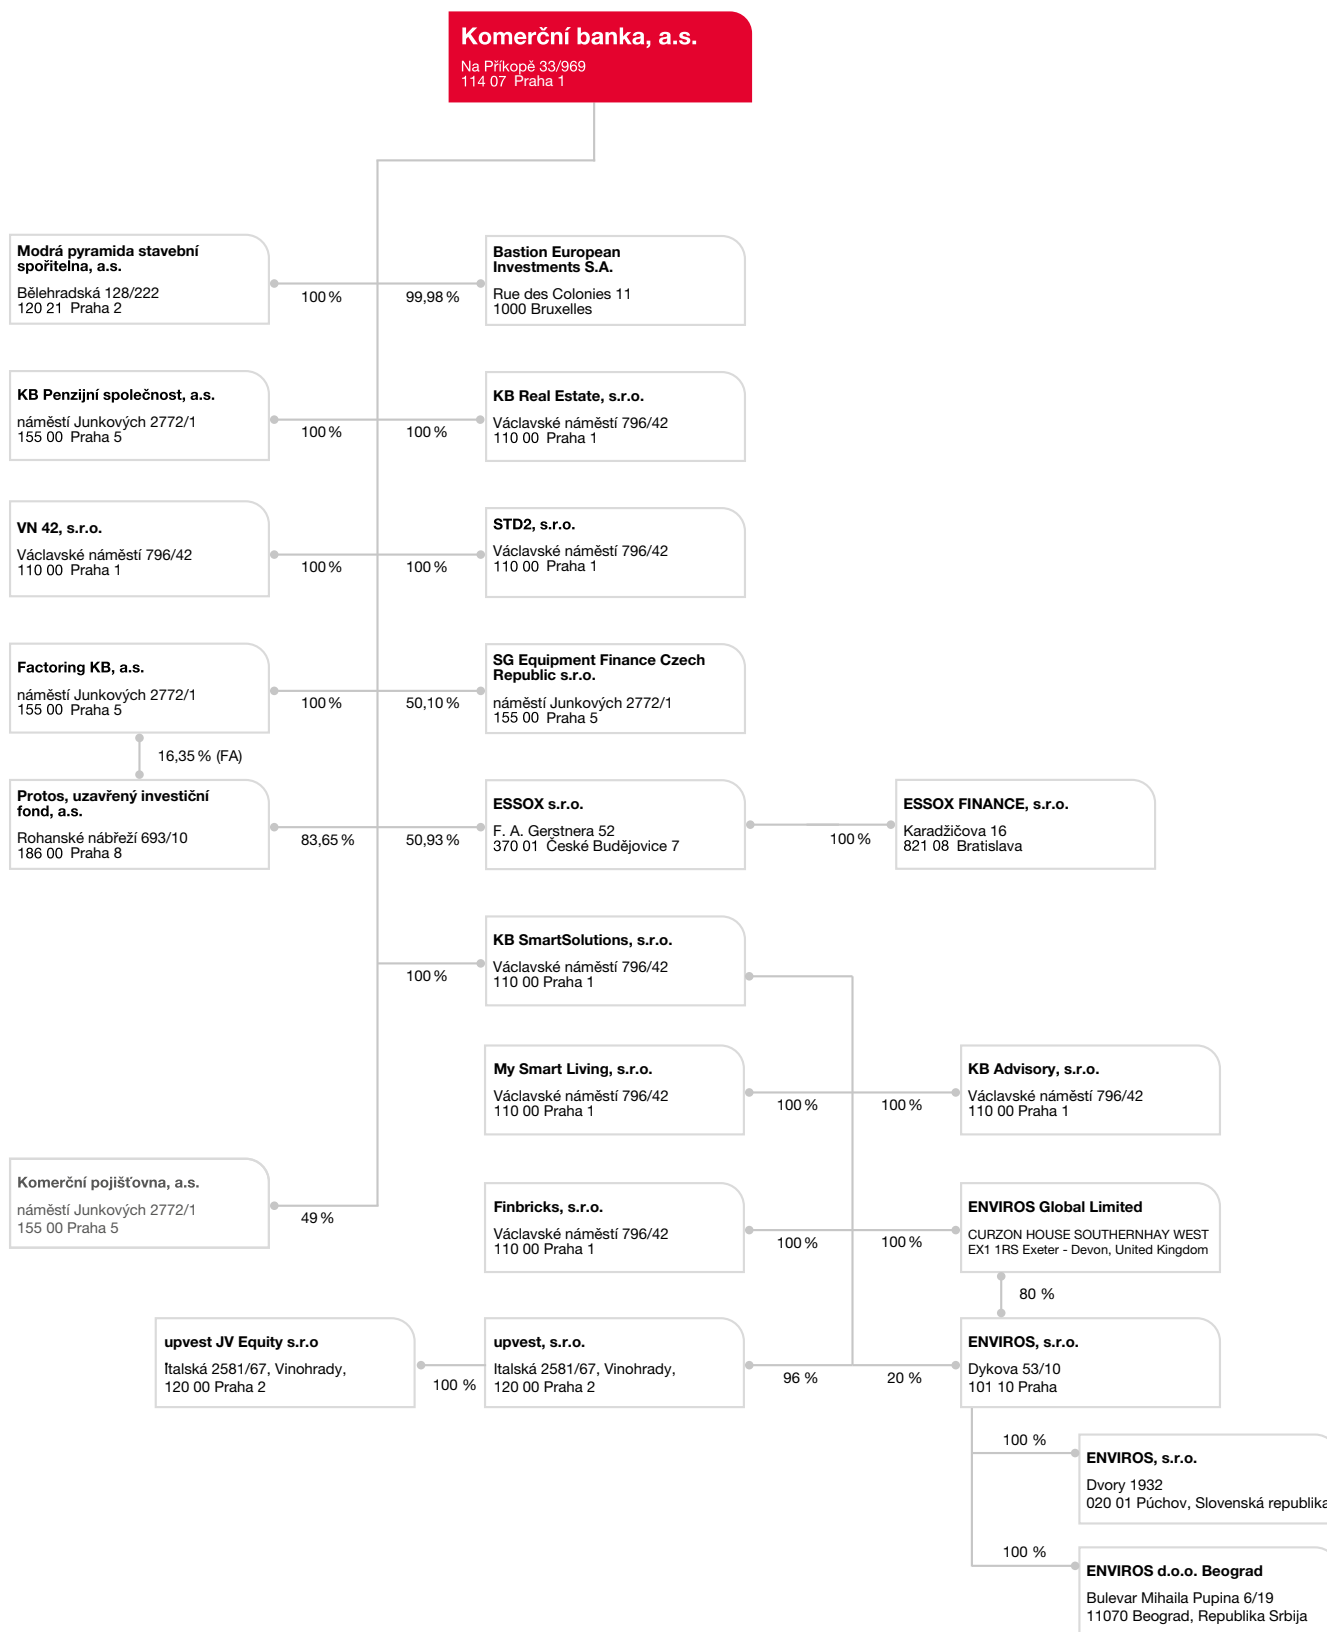 Komerční banka, a.s.
Na Příkopě 33/969
114 07 Praha 1
Modrá pyramida stavební
spořitelna, a.s.
Bělehradská 128/222
120 21 Praha 2
100 %
99,98 %
Bastion European
Investments S.A.
Rue des Colonies 11
1000 Bruxelles
KB Penzijní společnost, a.s.
náměstí Junkových 2772/1
155 00 Praha 5
100 %
100 %
KB Real Estate, s.r.o.
Václavské náměstí 796/42
110 00 Praha 1
VN 42, s.r.o.
Václavské náměstí 796/42
110 00 Praha 1
100 %
100 %
STD2, s.r.o.
Václavské náměstí 796/42
110 00 Praha 1
Factoring KB, a.s.
náměstí Junkových 2772/1
155 00 Praha 5
100 %
50,10 %
SG Equipment Finance Czech
Republic s.r.o.
náměstí Junkových 2772/1
155 00 Praha 5
16,35 % (FA)
Protos, uzavřený investiční
fond, a.s.
Rohanské nábřeží 693/10
186 00 Praha 8
83,65 %
50,93 %
ESSOX s.r.o.
F. A. Gerstnera 52
370 01 České Budějovice 7
100 %
ESSOX FINANCE, s.r.o.
Karadžičova 16
821 08 Bratislava
100 %
KB SmartSolutions, s.r.o.
Václavské náměstí 796/42
110 00 Praha 1
My Smart Living, s.r.o.
Václavské náměstí 796/42
110 00 Praha 1
100 %
100 %
KB Advisory, s.r.o.
Václavské náměstí 796/42
110 00 Praha 1
Komerční pojišťovna, a.s.
náměstí Junkových 2772/1
155 00 Praha 5
49 %
Finbricks, s.r.o.
Václavské náměstí 796/42
110 00 Praha 1
100 %
100 %
ENVIROS Global Limited
CURZON HOUSE SOUTHERNHAY WEST
EX1 1RS Exeter - Devon, United Kingdom
80 %
upvest JV Equity s.r.o
Italská 2581/67, Vinohrady,
120 00 Praha 2
100 %
upvest, s.r.o.
Italská 2581/67, Vinohrady,
120 00 Praha 2
96 %
20 %
ENVIROS, s.r.o.
Dykova 53/10
101 10 Praha
100 %
ENVIROS, s.r.o.
Dvory 1932
020 01 Púchov, Slovenská republika
100 %
ENVIROS d.o.o. Beograd
Bulevar Mihaila Pupina 6/19
11070 Beograd, Republika Srbija